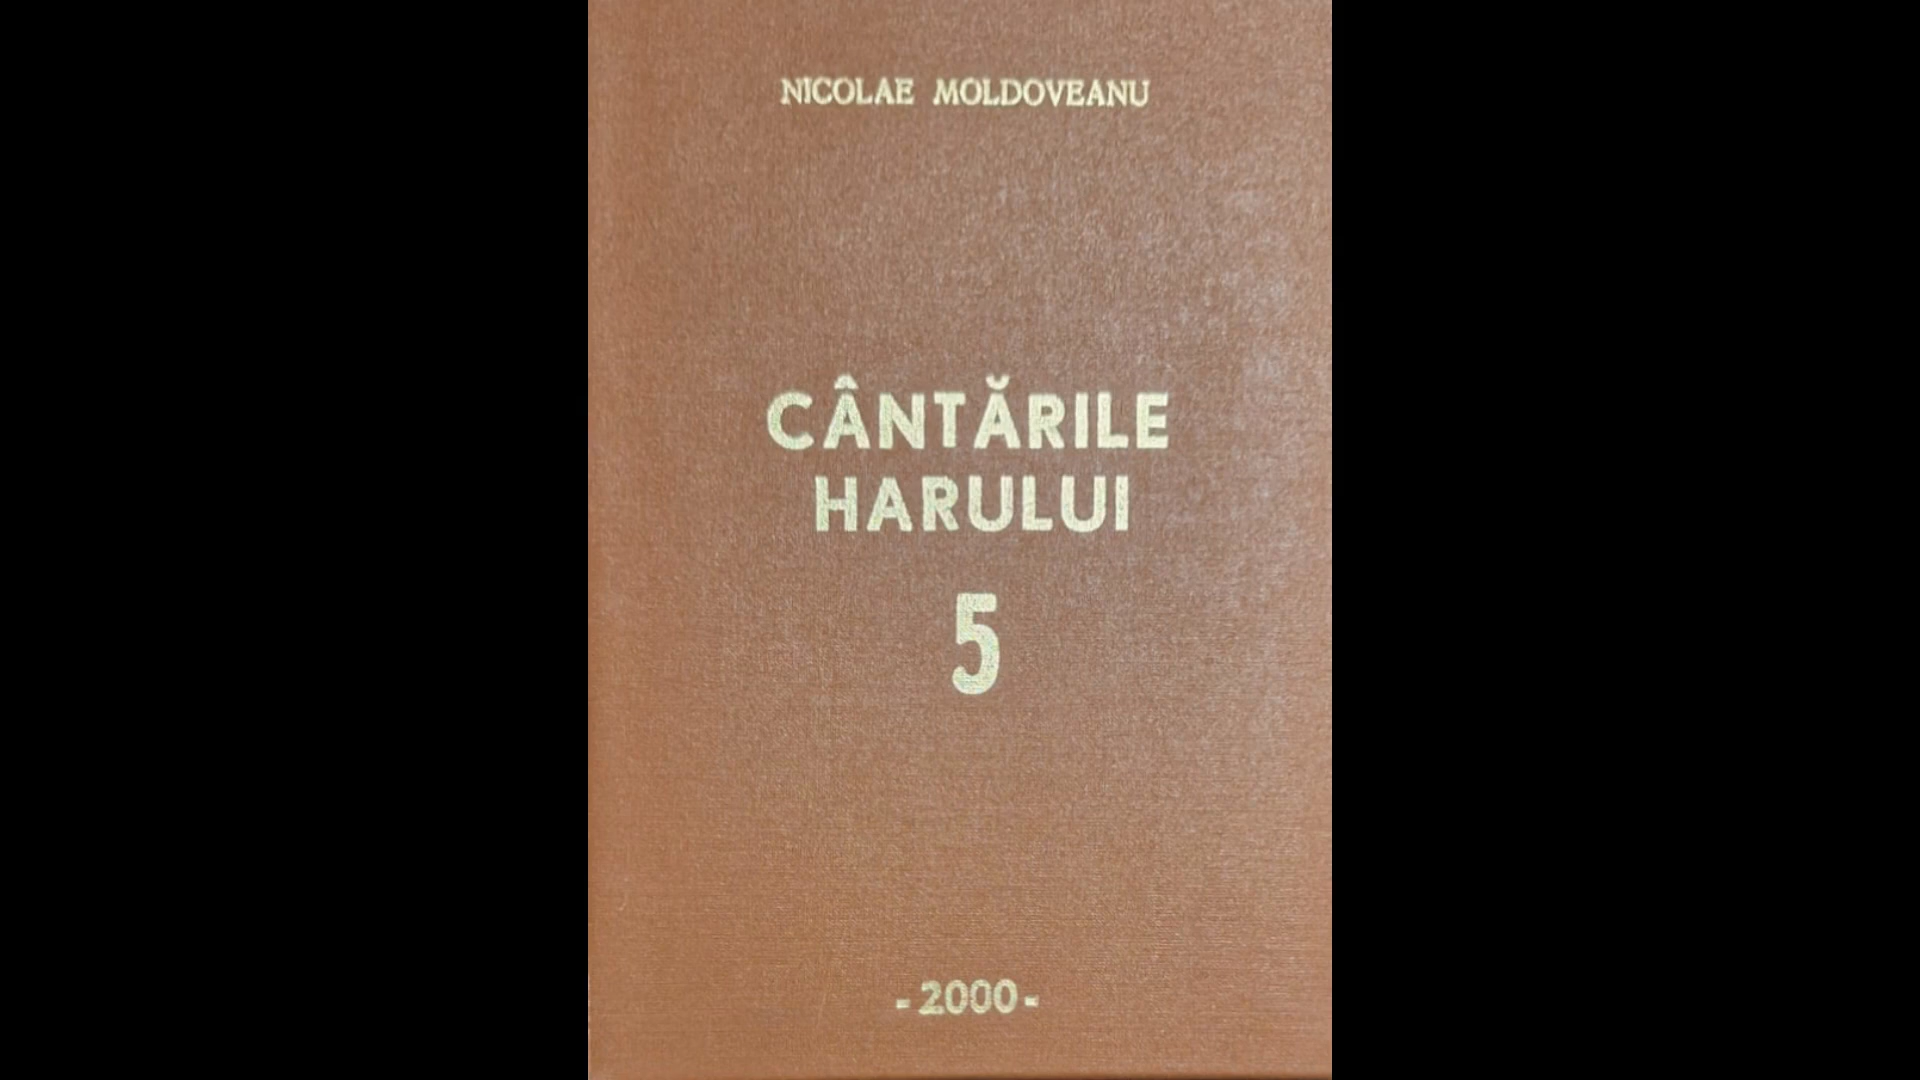 NICOLAE MOLDOVEANU
CÂNTĂRILE
HARULUI
5
- 2000 -